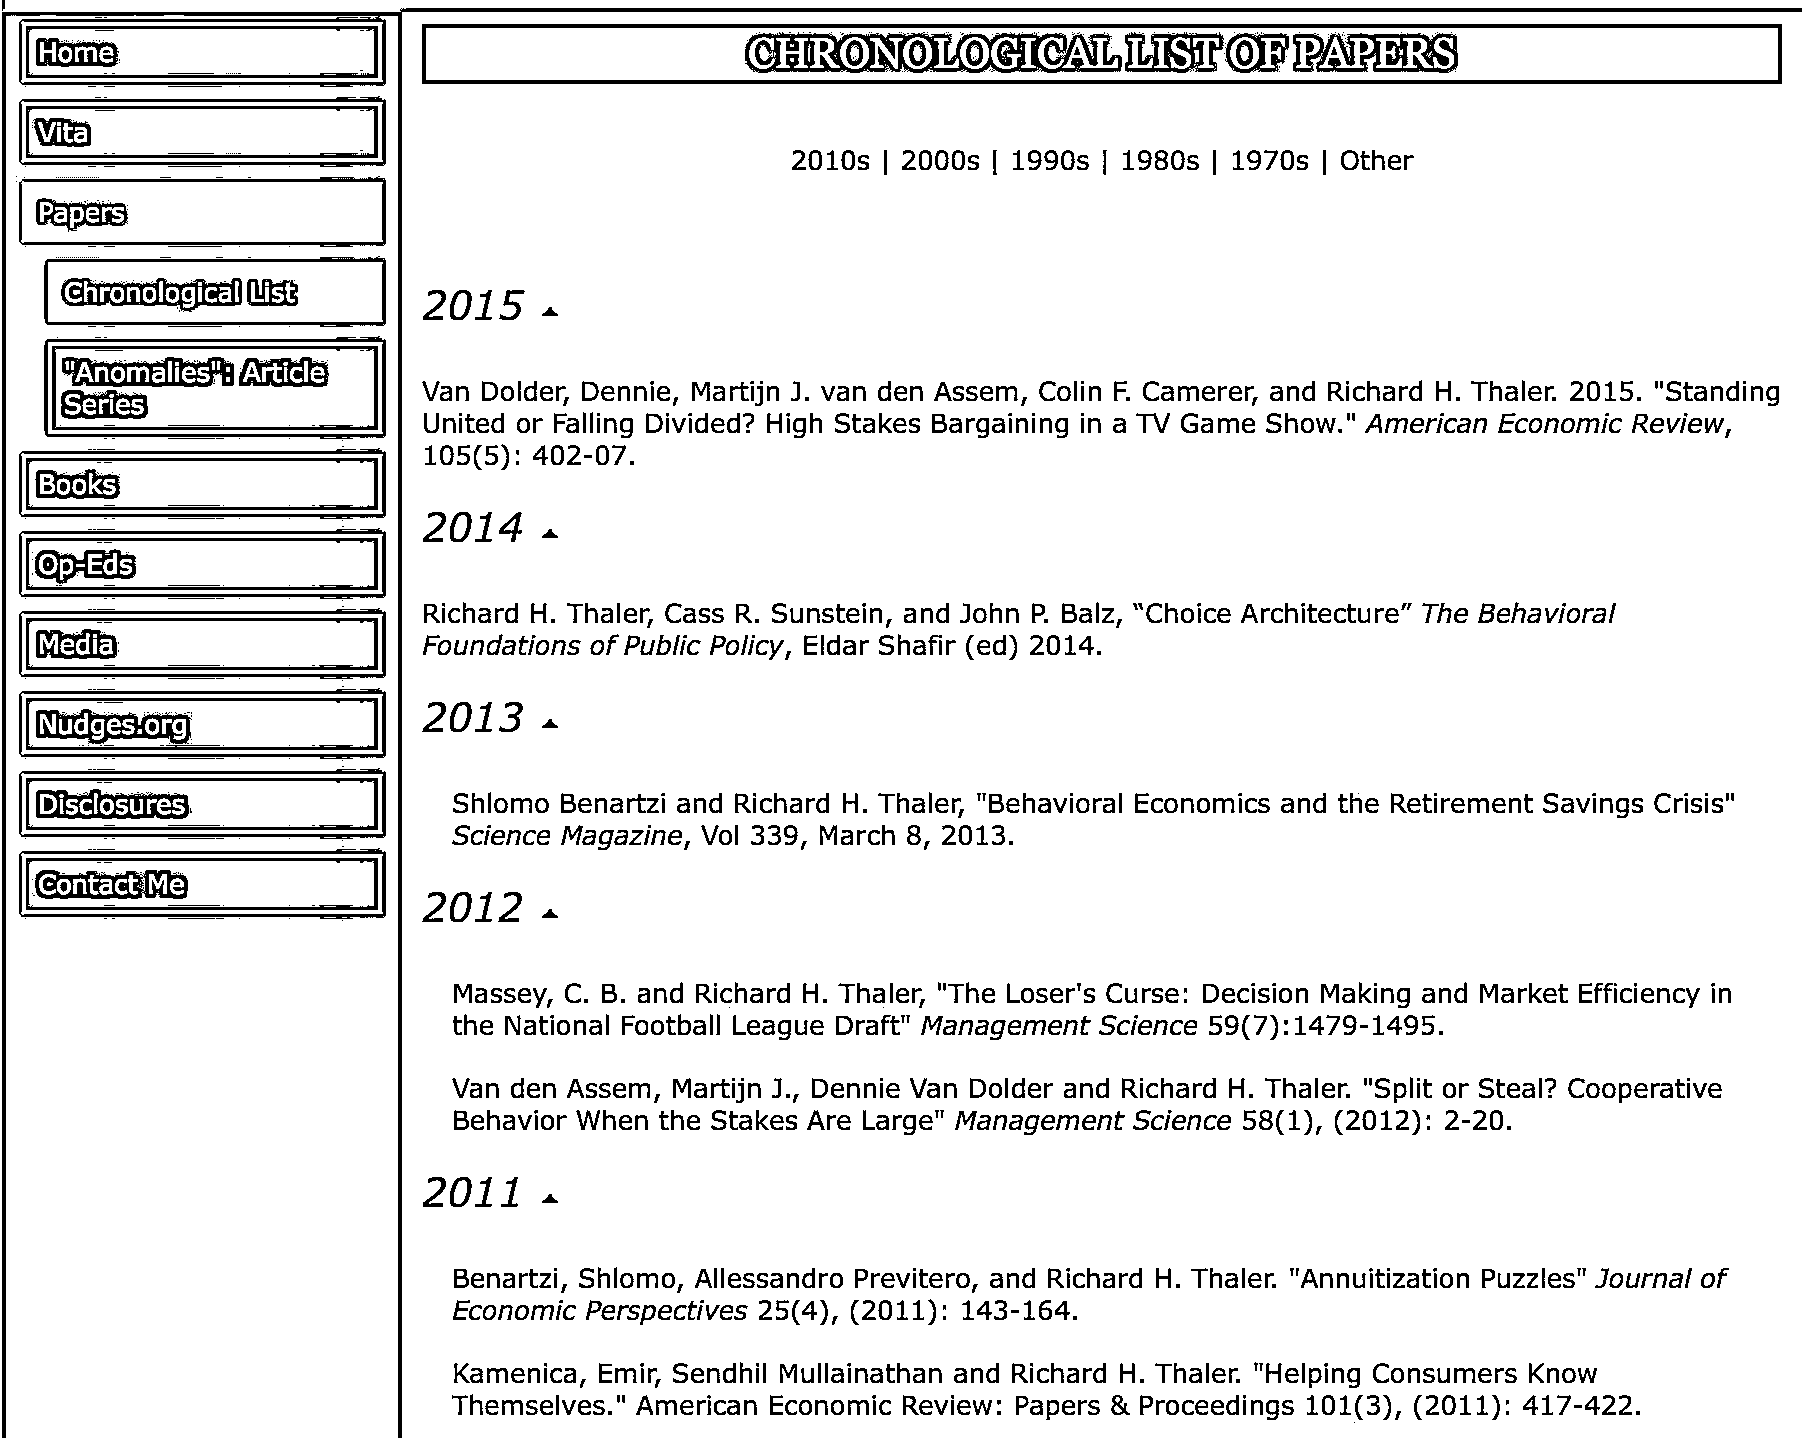 Home
Vita
Papers
Chronological List
"Anomalies": Article
Series
Books
Op-Eds
Media
Nudges.org
Disclosures
Contact Me
CHRONOLOGICAL LIST OF PAPERS
2010s | 2000s | 1990s | 1980s | 1970s | Other
2015
Van Dolder, Dennie, Martijn J. van den Assem, Colin F. Camerer, and Richard H. Thaler. 2015. "Standing
United or Falling Divided? High Stakes Bargaining in a TV Game Show." American Economic Review,
105(5): 402-07.
2014
Richard H. Thaler, Cass R. Sunstein, and John P. Balz, “Choice Architecture” The Behavioral
Foundations of Public Policy, Eldar Shafir (ed) 2014.
2013
Shlomo Benartzi and Richard H. Thaler, "Behavioral Economics and the Retirement Savings Crisis"
Science Magazine, Vol 339, March 8, 2013.
2012
Massey, C. B. and Richard H. Thaler, "The Loser's Curse: Decision Making and Market Efficiency in
the National Football League Draft" Management Science 59(7):1479-1495.
Van den Assem, Martijn J., Dennie Van Dolder and Richard H. Thaler. "Split or Steal? Cooperative
Behavior When the Stakes Are Large" Management Science 58(1), (2012): 2-20.
2011
Benartzi, Shlomo, Allessandro Previtero, and Richard H. Thaler. "Annuitization Puzzles" Journal of
Economic Perspectives 25(4), (2011): 143-164.
Kamenica, Emir, Sendhil Mullainathan and Richard H. Thaler. "Helping Consumers Know
Themselves." American Economic Review: Papers & Proceedings 101(3), (2011): 417-422.